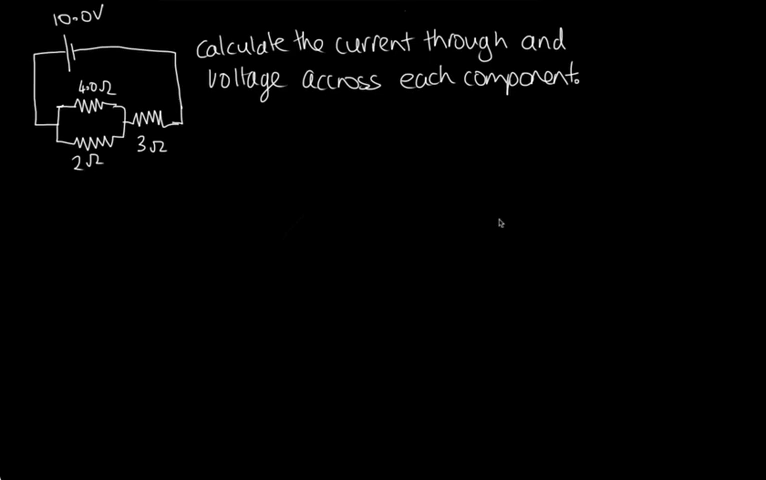 10.0V
calculate the current through and
voltage accross each component.
4.0Ω
3Ω
2Ω